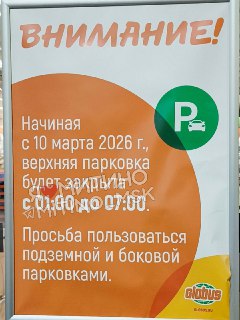 ВНИМАНИЕ!
P
Начиная
с 10 марта 2026 г.,
верхняя парковка
будет закрыта
с 01:00 до 07:00.
Просьба пользоваться
подземной и боковой
парковками.
GLOBUS